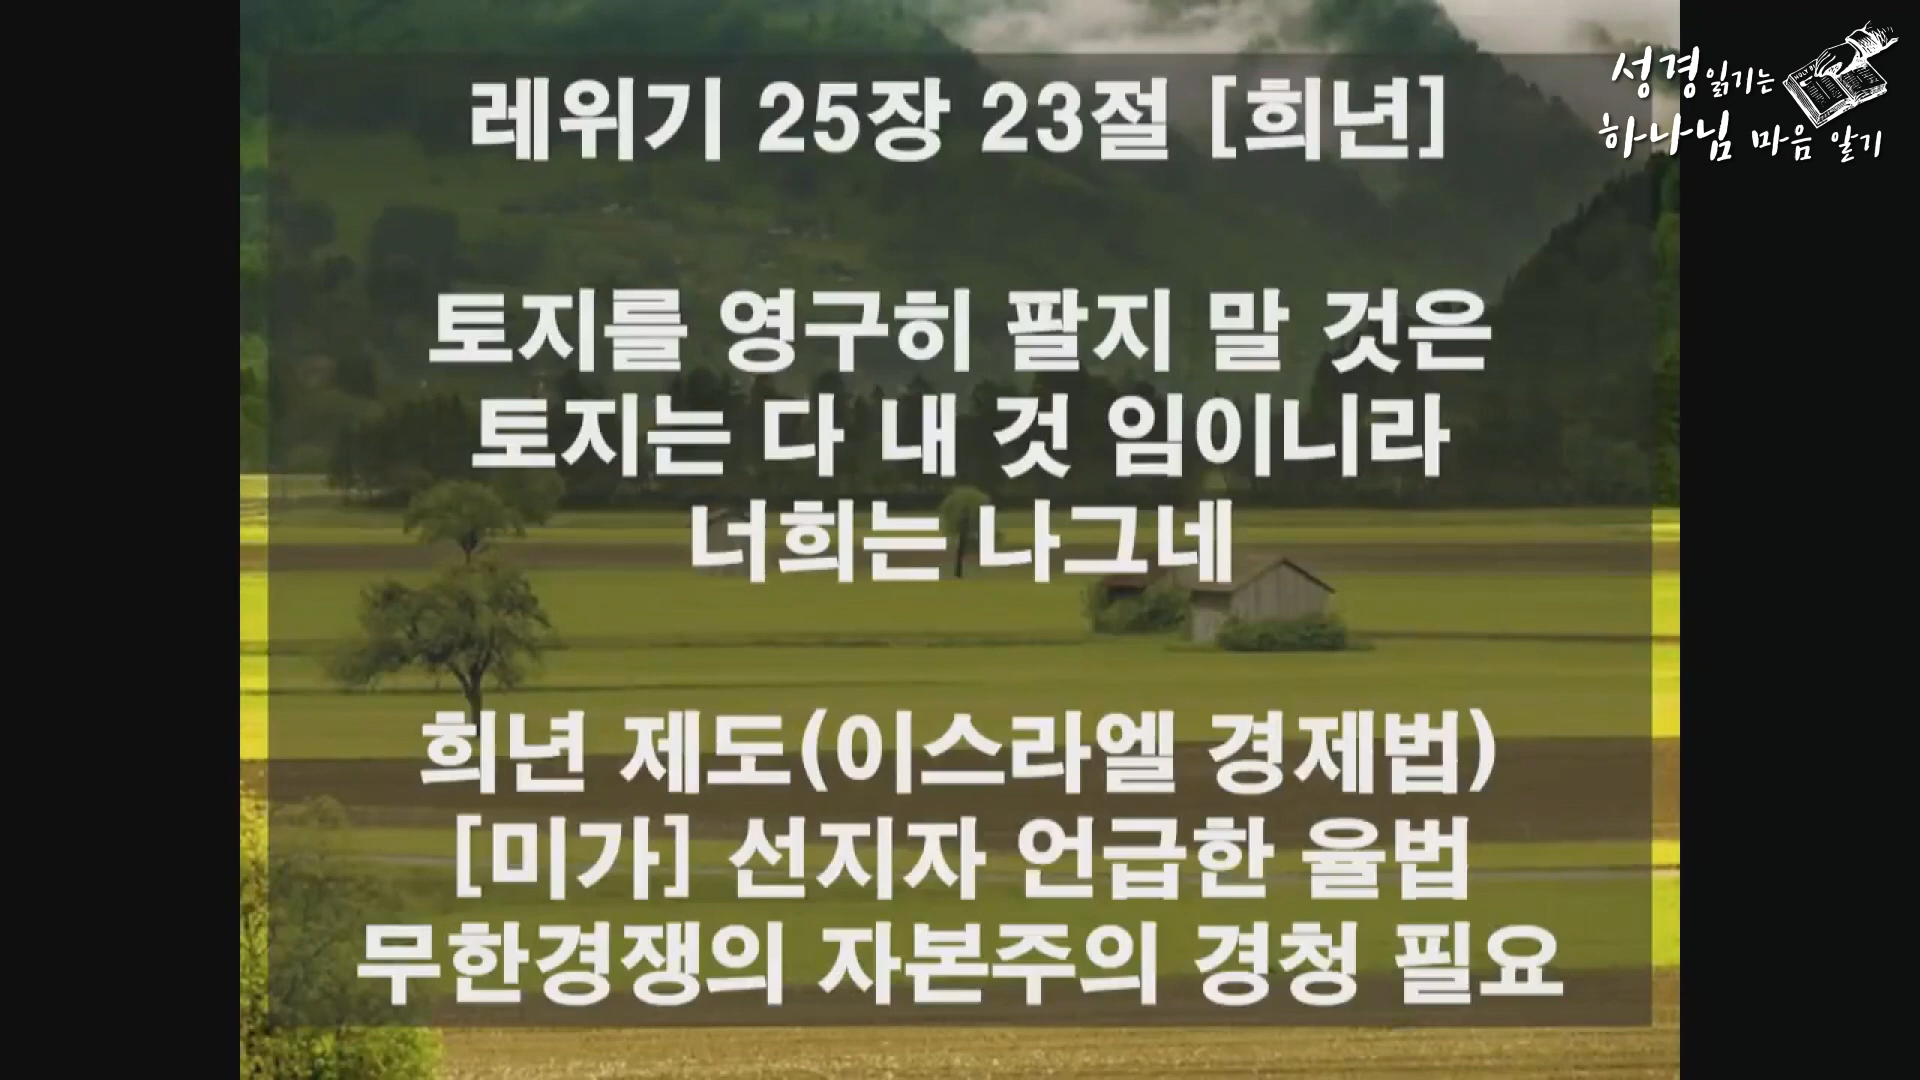 레위기 25장 23절 [희년]
성경읽기는
하나님 마음 알기
토지를 영구히 팔지 말 것은
토지는 다 내 것 임이니라
너희는 나그네
희년 제도(이스라엘 경제법)
[미가] 선지자 언급한 율법
무한경쟁의 자본주의 경청 필요